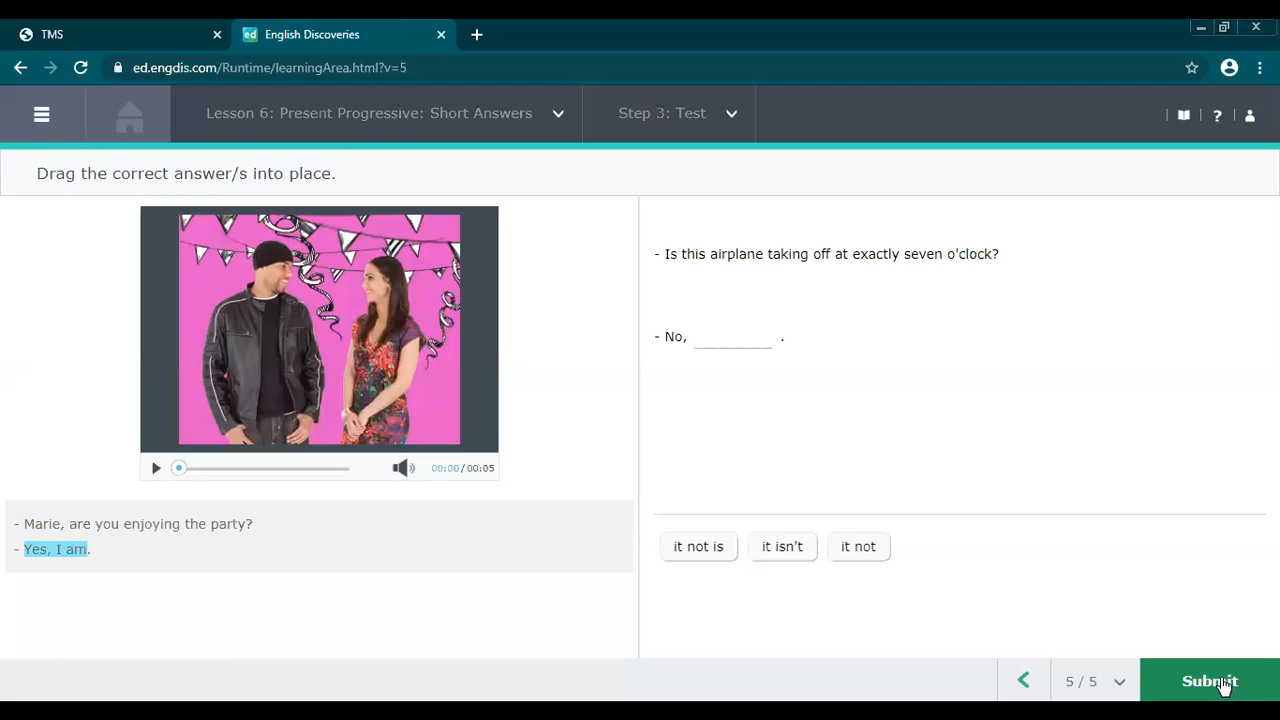 TMS
English Discoveries
ed.engdis.com/Runtime/learningArea.html?v=5
Lesson 6: Present Progressive: Short Answers
Step 3: Test
?
Drag the correct answer/s into place.
00:00/00:05
- Marie, are you enjoying the party?
- Yes, I am.
- Is this airplane taking off at exactly seven o'clock?
- No, _________ .
it not is
it isn't
it not
5 / 5
Submit